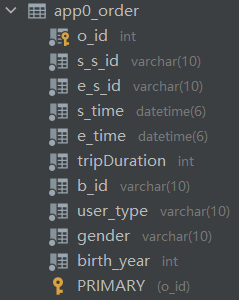 app0_order
o_id int
s_s_id varchar(10)
e_s_id varchar(10)
s_time datetime(6)
e_time datetime(6)
tripDuration int
b_id varchar(10)
user_type varchar(10)
gender varchar(10)
birth_year int
PRIMARY (o_id)